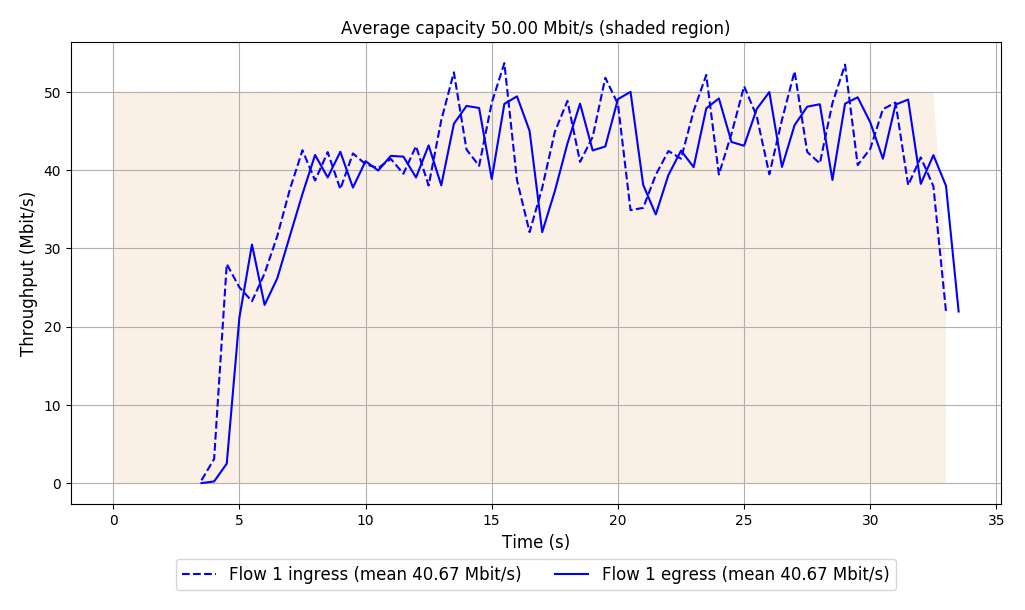 Average capacity 50.00 Mbit/s (shaded region)
Throughput (Mbit/s)
50
40
30
20
10
0
0 5 10 15 20 25 30 35
Time (s)
Flow 1 ingress (mean 40.67 Mbit/s) Flow 1 egress (mean 40.67 Mbit/s)